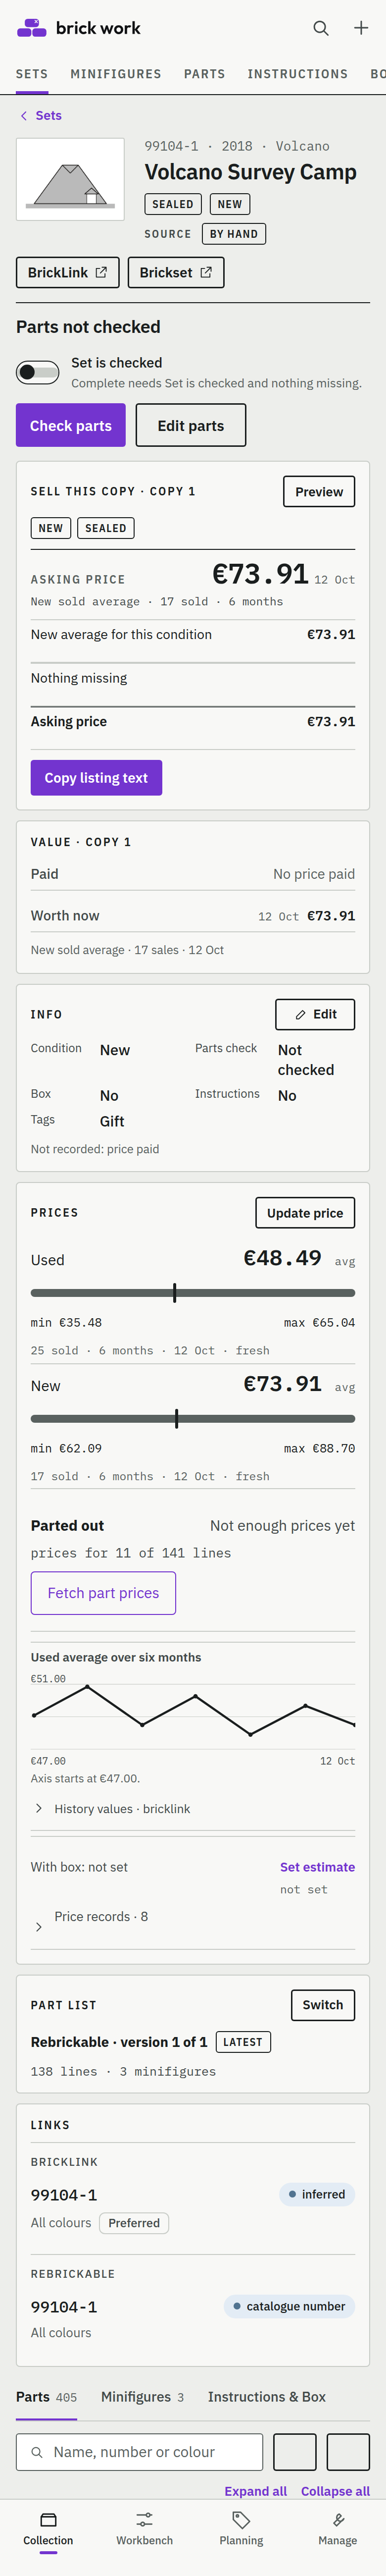 brick work
SETS MINIFIGURES PARTS INSTRUCTIONS BO
Sets
99104-1 · 2018 · Volcano
Volcano Survey Camp
SEALED NEW
SOURCE BY HAND
BrickLink Brickset
Parts not checked
Set is checked
Complete needs Set is checked and nothing missing.
Check parts Edit parts
SELL THIS COPY · COPY 1 Preview
NEW SEALED
ASKING PRICE €73.91 12 Oct
New sold average · 17 sold · 6 months
New average for this condition €73.91
Nothing missing
Asking price €73.91
Copy listing text
VALUE · COPY 1
Paid No price paid
Worth now 12 Oct €73.91
New sold average · 17 sales · 12 Oct
INFO Edit
Condition New Parts check Not checked
Box No Instructions No
Tags Gift
Not recorded: price paid
PRICES Update price
Used €48.49 avg
min €35.48 max €65.04
25 sold · 6 months · 12 Oct · fresh
New €73.91 avg
min €62.09 max €88.70
17 sold · 6 months · 12 Oct · fresh
Parted out Not enough prices yet
prices for 11 of 141 lines
Fetch part prices
Used average over six months
€51.00
€47.00 12 Oct
Axis starts at €47.00.
History values · bricklink
With box: not set Set estimate
not set
Price records · 8
PART LIST Switch
Rebrickable · version 1 of 1 LATEST
138 lines · 3 minifigures
LINKS
BRICKLINK
99104-1 inferred
All colours Preferred
REBRICKABLE
99104-1 catalogue number
All colours
Parts 405 Minifigures 3 Instructions & Box
Name, number or colour
Expand all Collapse all
Collection Workbench Planning Manage